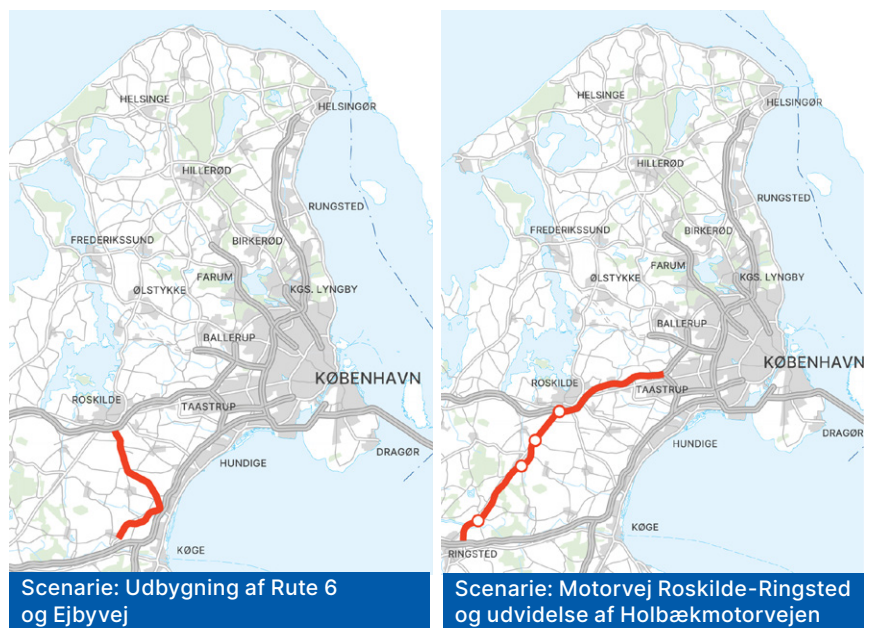 HELSINGE
HELSINGØR
HILLERØD
RUNGSTED
FREDERIKSSUND
BIRKERØD
FARUM
ØLSTYKKE
KGS. LYNGBY
BALLERUP
KØBENHAVN
ROSKILDE
TAASTRUP
DRAGØR
HUNDIGE
KØGE
Scenarie: Udbygning af Rute 6
og Ejbyvej
HELSINGE
HELSINGØR
HILLERØD
RUNGSTED
FREDERIKSSUND
BIRKERØD
FARUM
ØLSTYKKE
KGS. LYNGBY
BALLERUP
KØBENHAVN
ROSKILDE
TAASTRUP
DRAGØR
HUNDIGE
KØGE
RINGSTED
Scenarie: Motorvej Roskilde-Ringsted
og udvidelse af Holbækmotorvejen